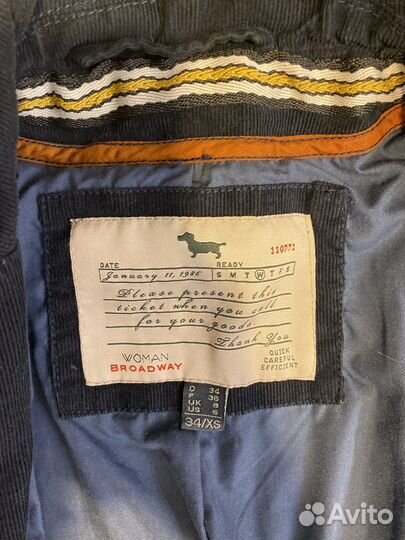 DATE READY 110771
January 11, 1986 S M T W T F S
Please present this
ticket when you call
for your goods.
Thank You
WOMAN
BROADWAY
QUICK
CAREFUL
EFFICIENT
D 34
F 36
UK 8
US 6
34/XS
Avito